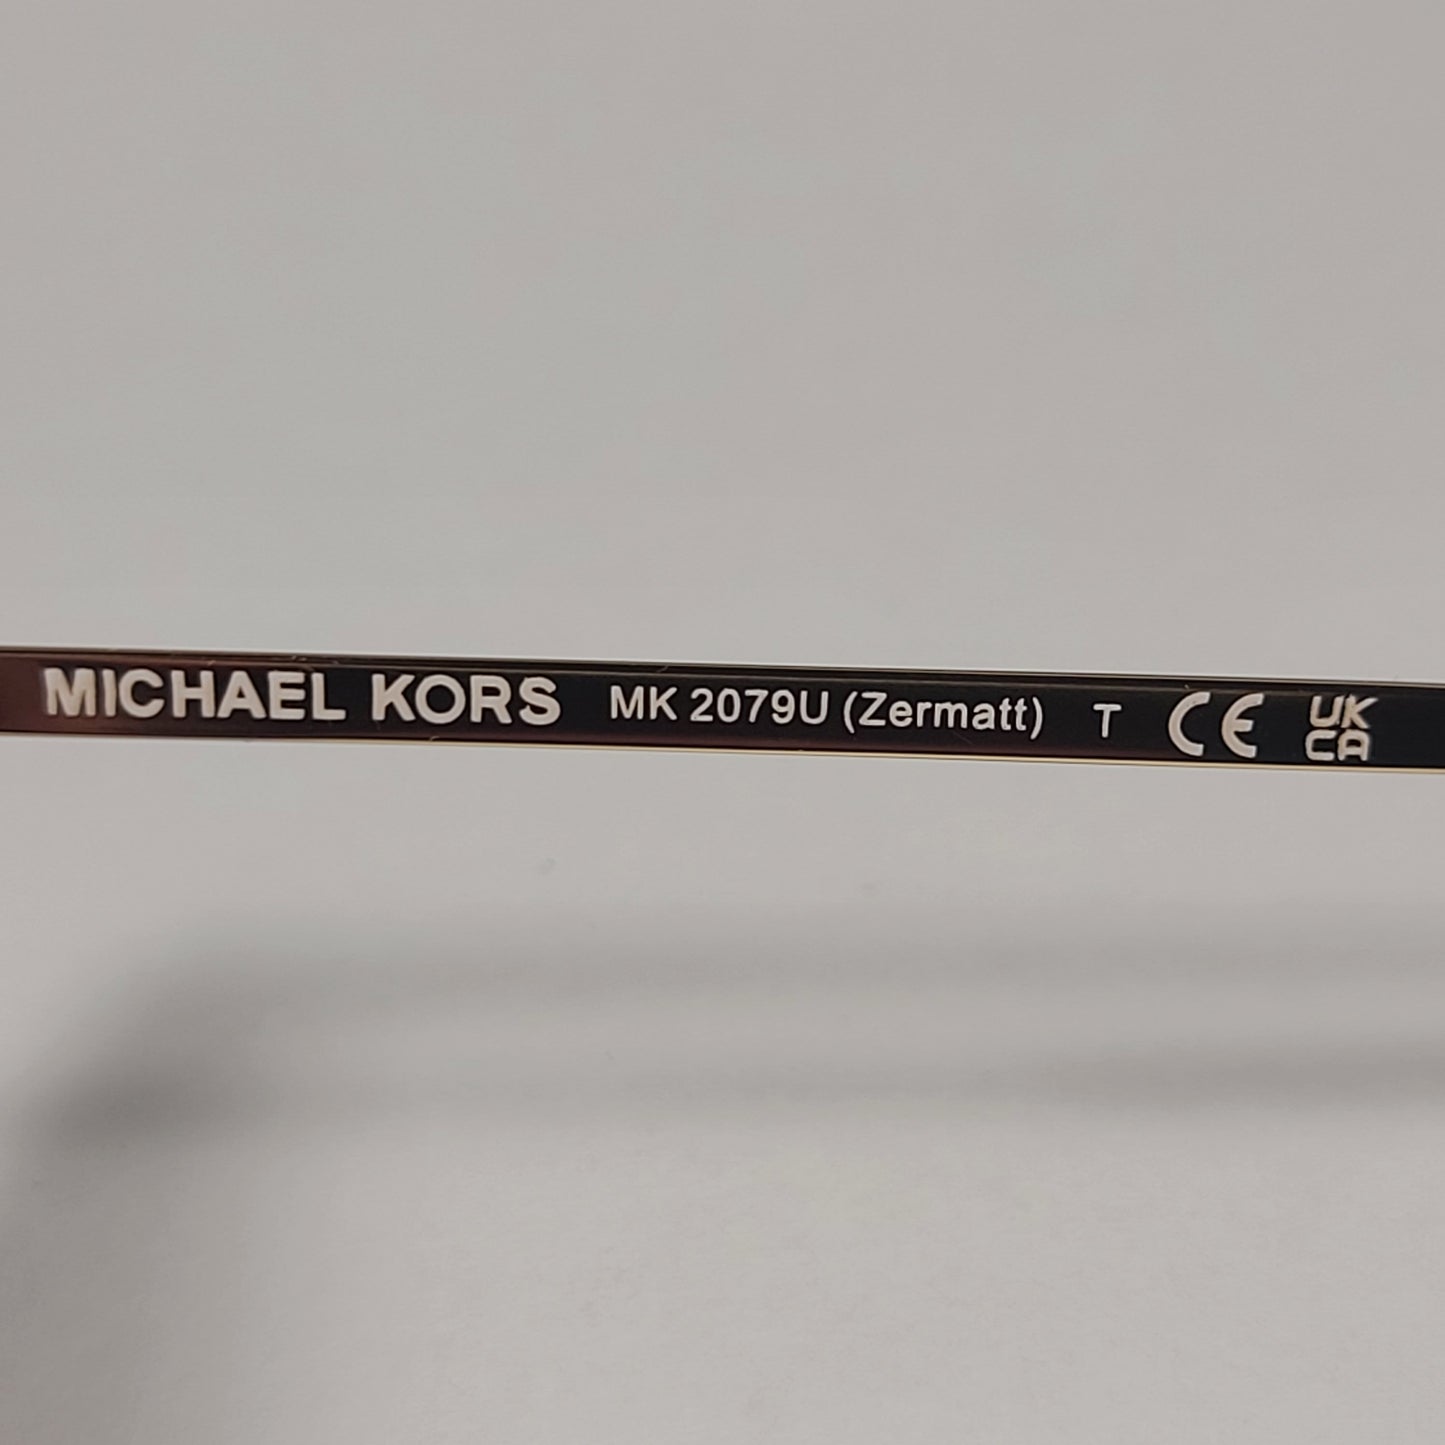 MICHAEL KORS MK 2079U (Zermatt) T CE UK
CA